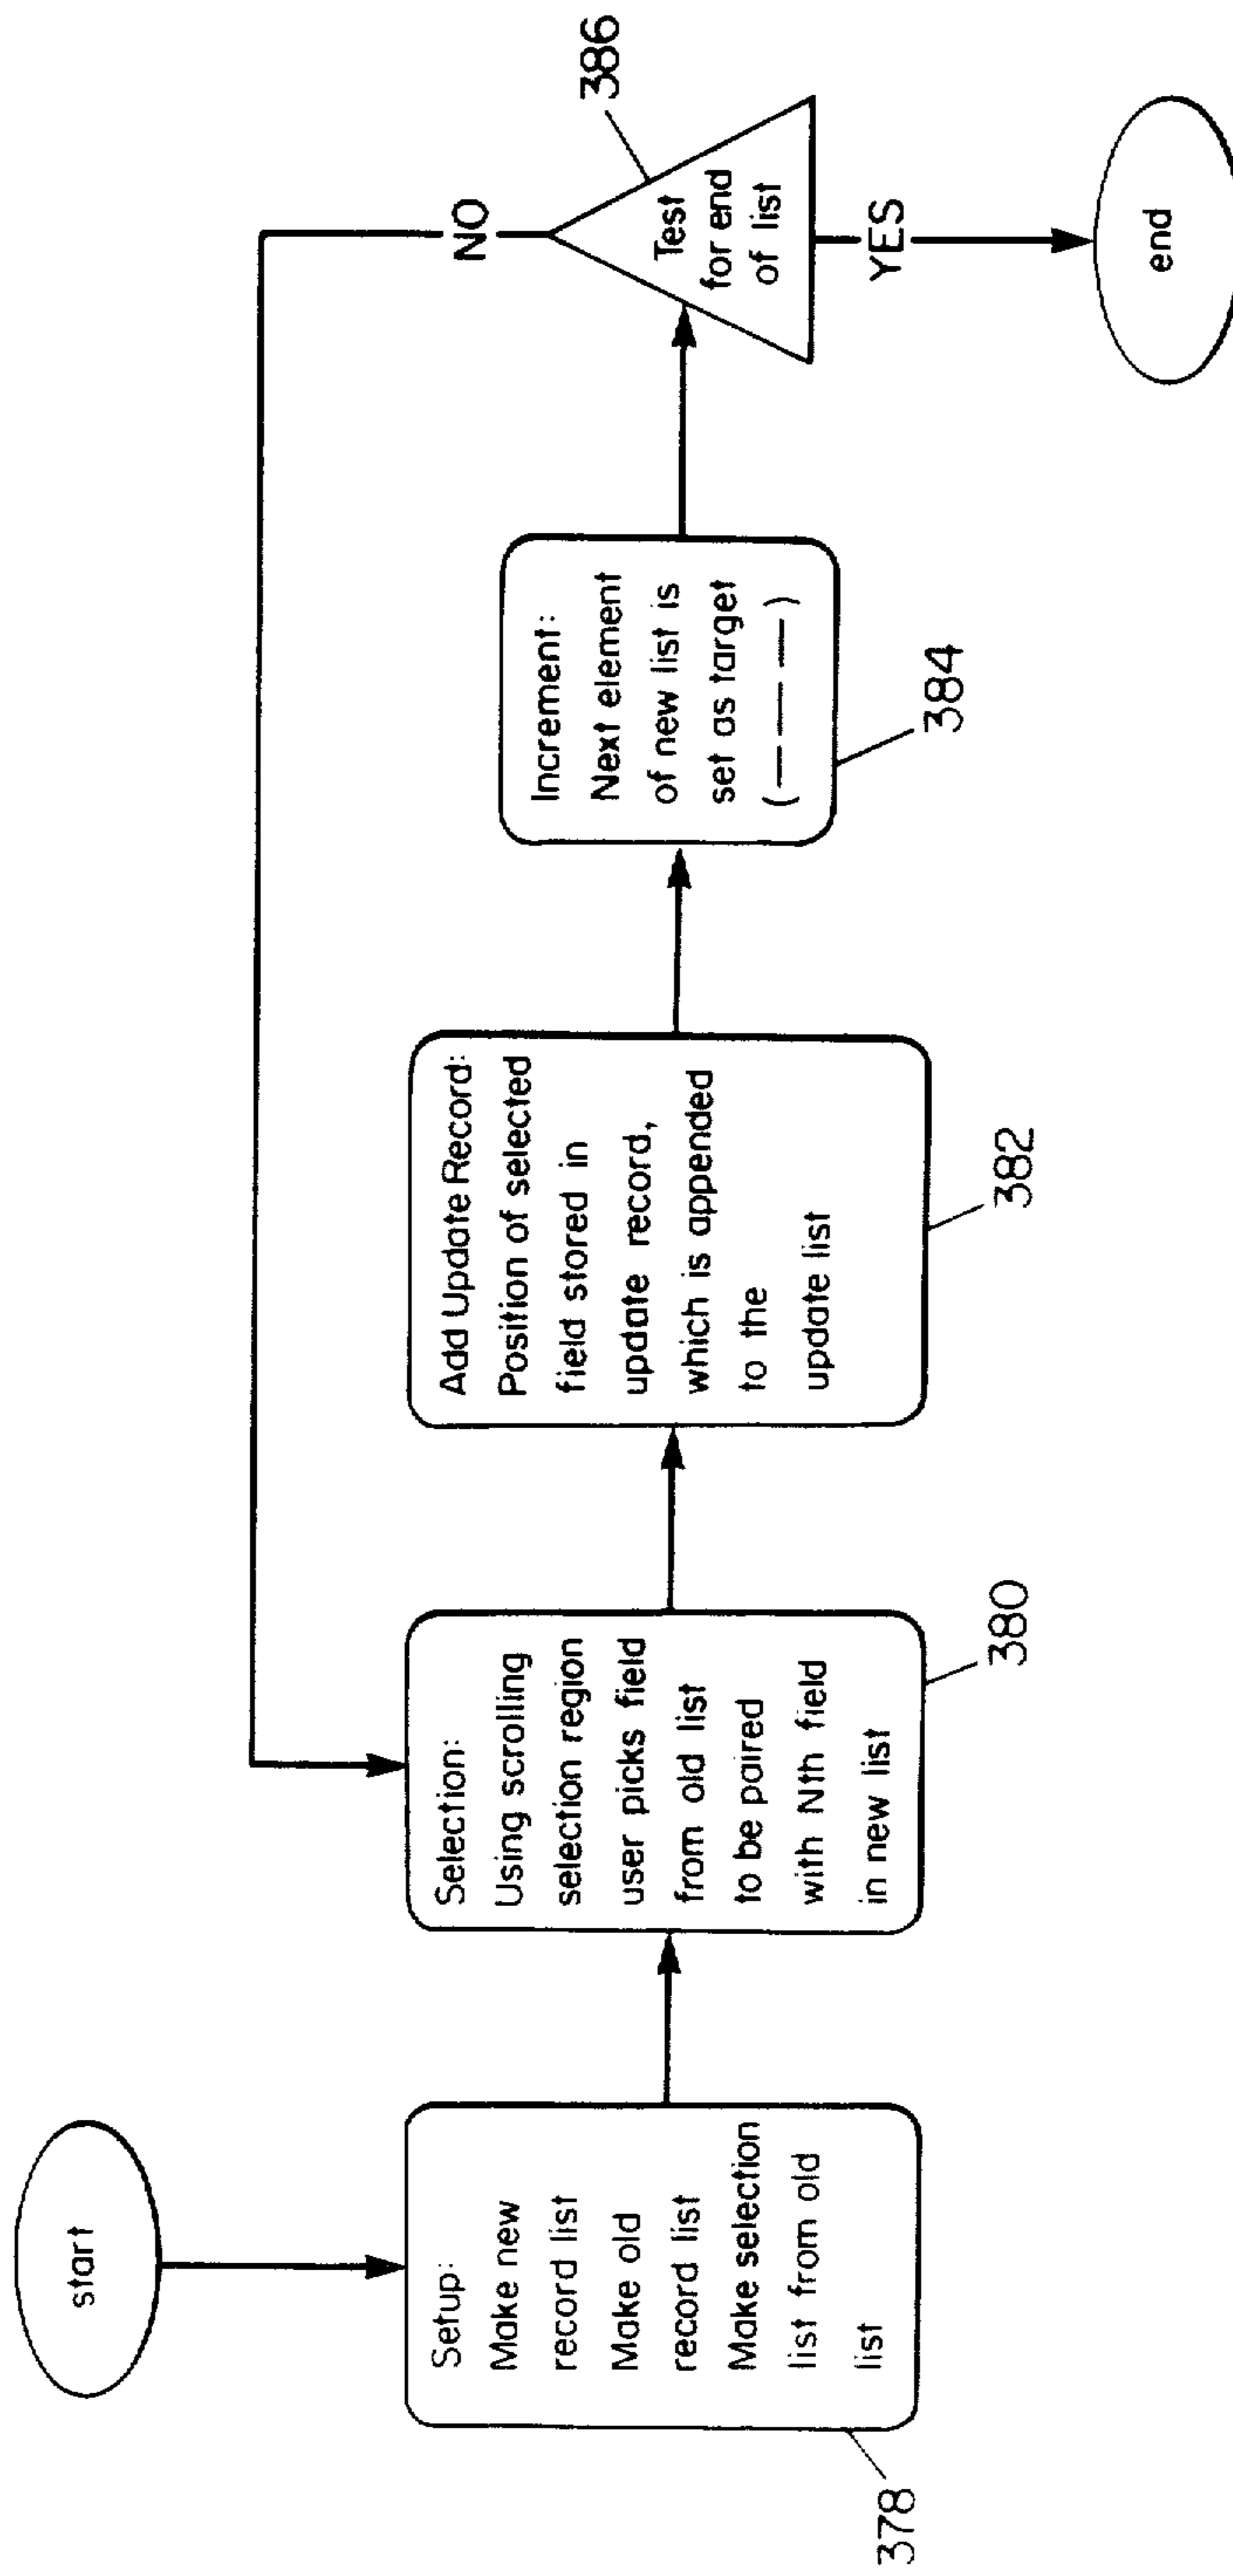 start
Setup:
Make new
record list
Make old
record list
Make selection
list from old
list
378
Selection:
Using scrolling
selection region
user picks field
from old list
to be paired
with Nth field
in new list
380
Add Update Record:
Position of selected
field stored in
update record,
which is appended
to the
update list
382
Increment:
Next element
of new list is
set as target
(— — —)
384
Test
for end
of list
386
NO
YES
end